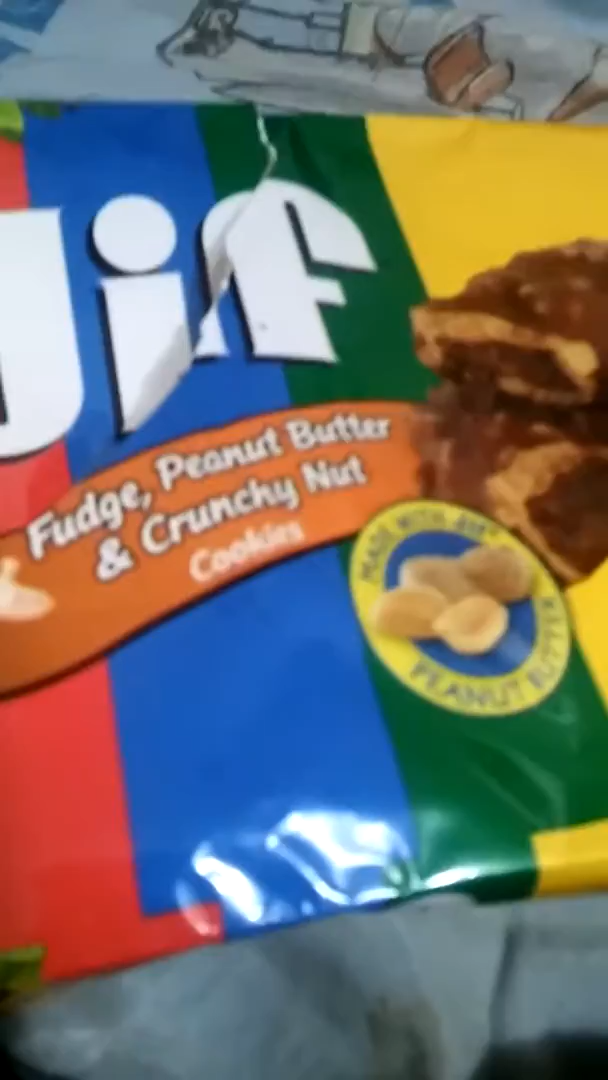 Jif
Fudge, Peanut Butter
& Crunchy Nut
Cookies
MADE WITH JIF
PEANUT BUTTER